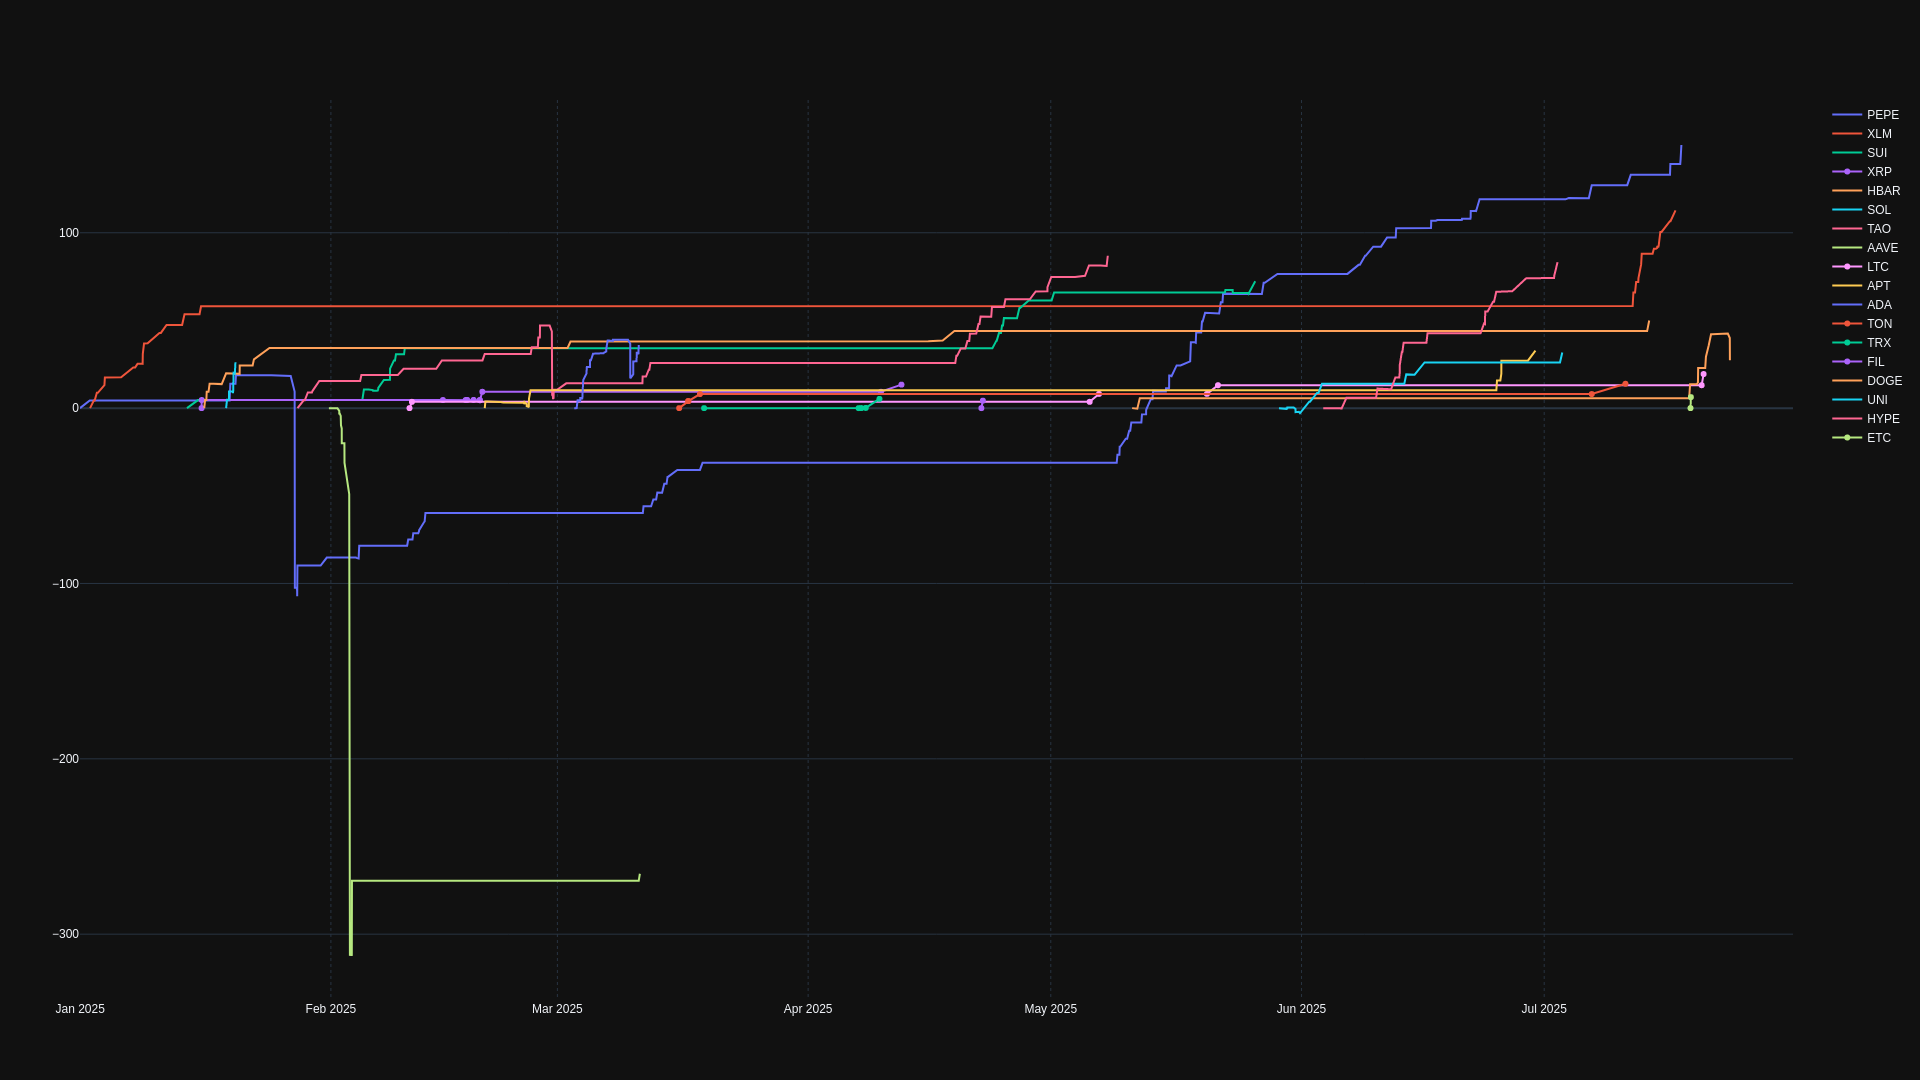 100
0
−100
−200
−300
Jan 2025
Feb 2025
Mar 2025
Apr 2025
May 2025
Jun 2025
Jul 2025
PEPE
XLM
SUI
XRP
HBAR
SOL
TAO
AAVE
LTC
APT
ADA
TON
TRX
FIL
DOGE
UNI
HYPE
ETC